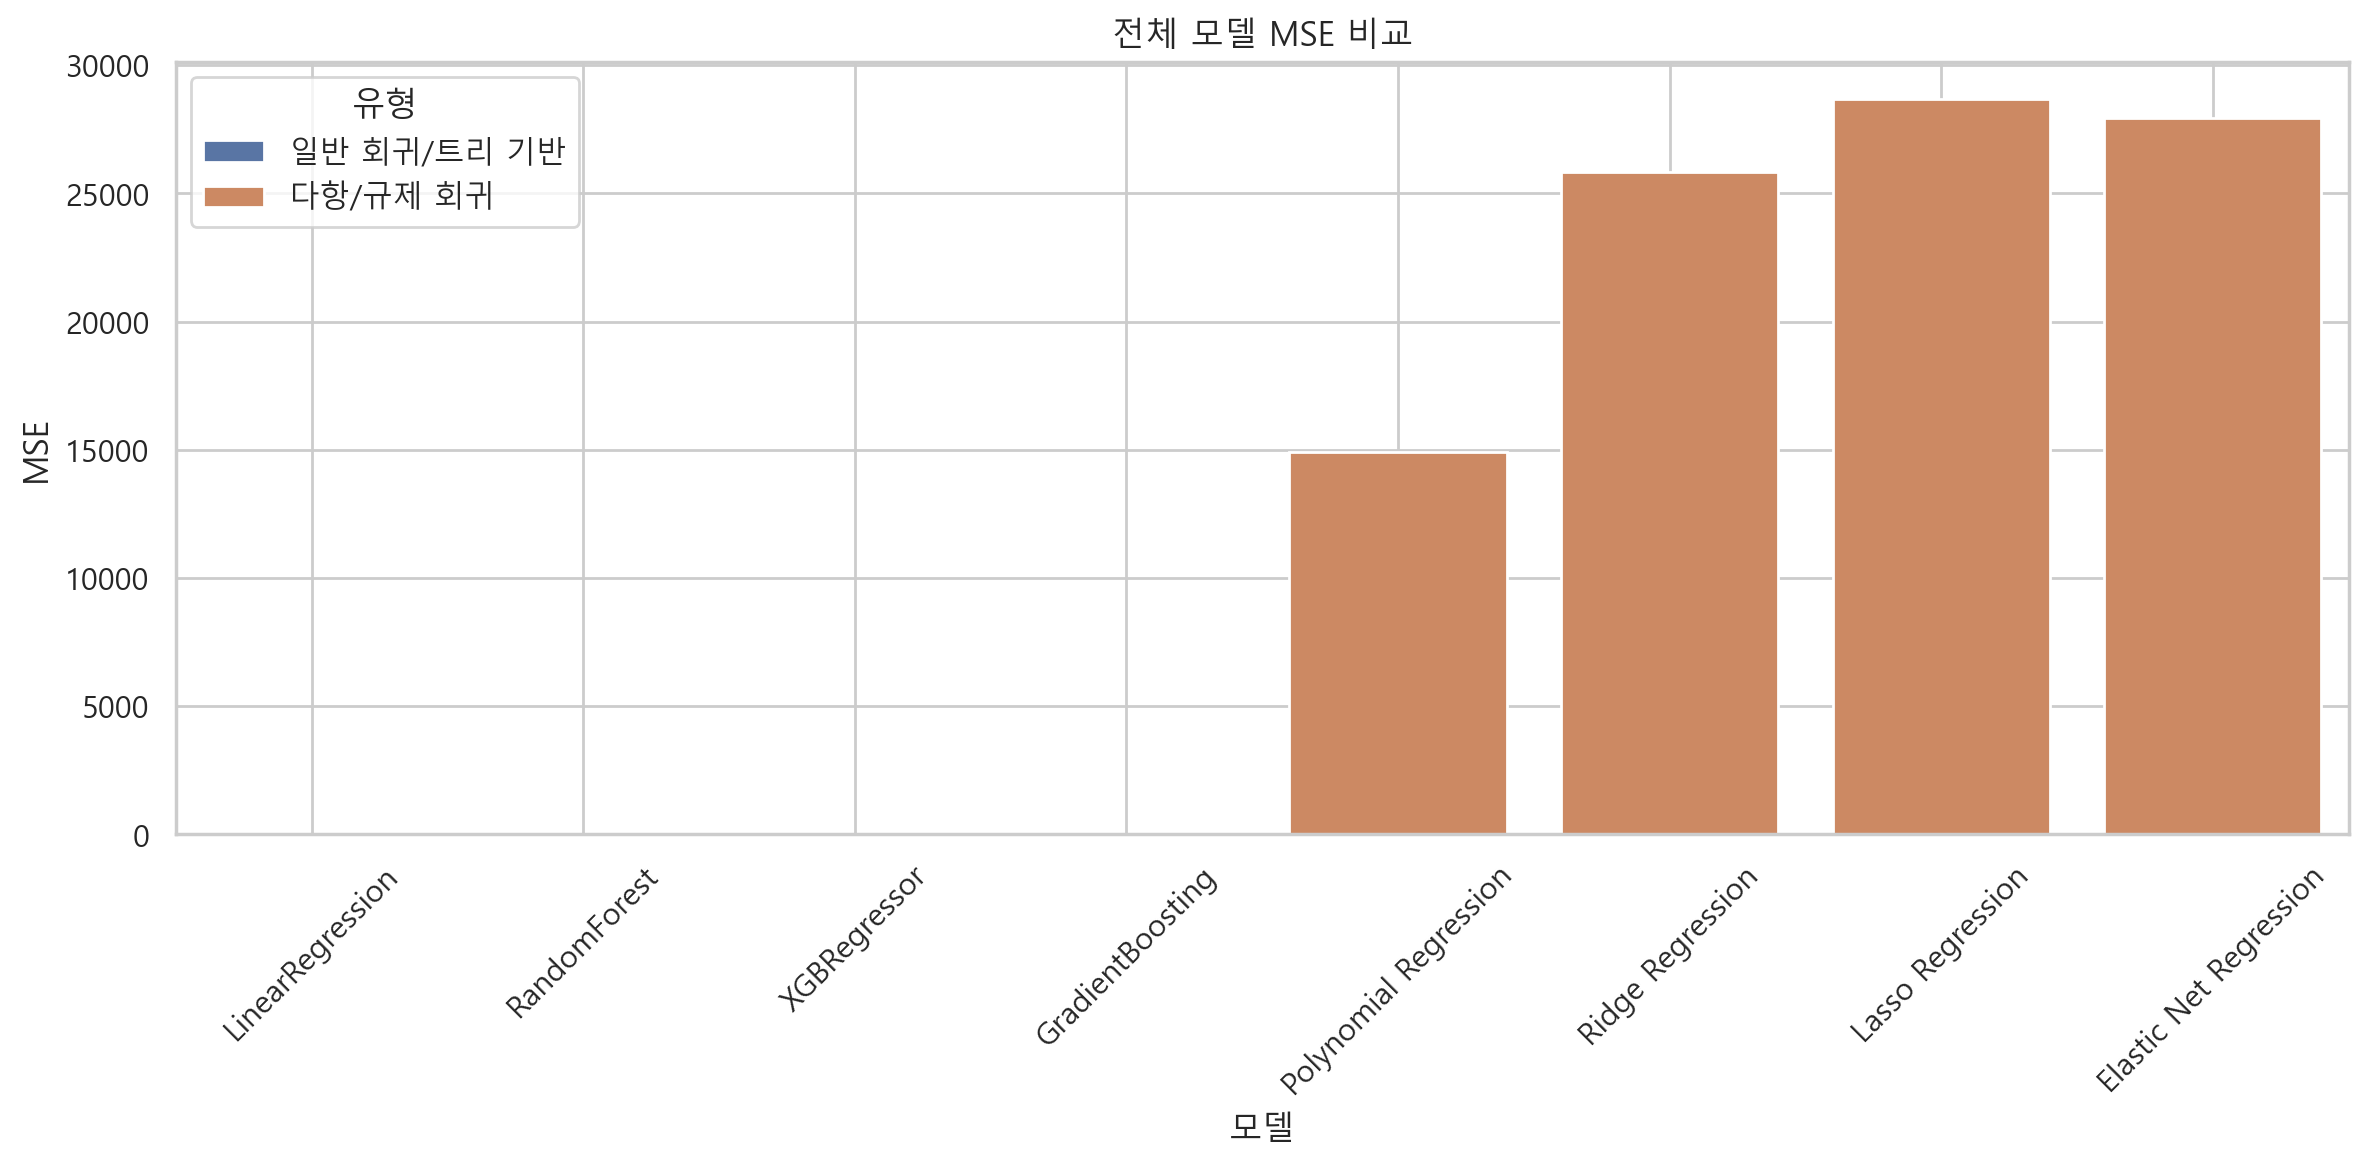 전체 모델 MSE 비교
유형
일반 회귀/트리 기반
다항/규제 회귀
MSE
30000
25000
20000
15000
10000
5000
0
LinearRegression
RandomForest
XGBRegressor
GradientBoosting
Polynomial Regression
Ridge Regression
Lasso Regression
Elastic Net Regression
모델